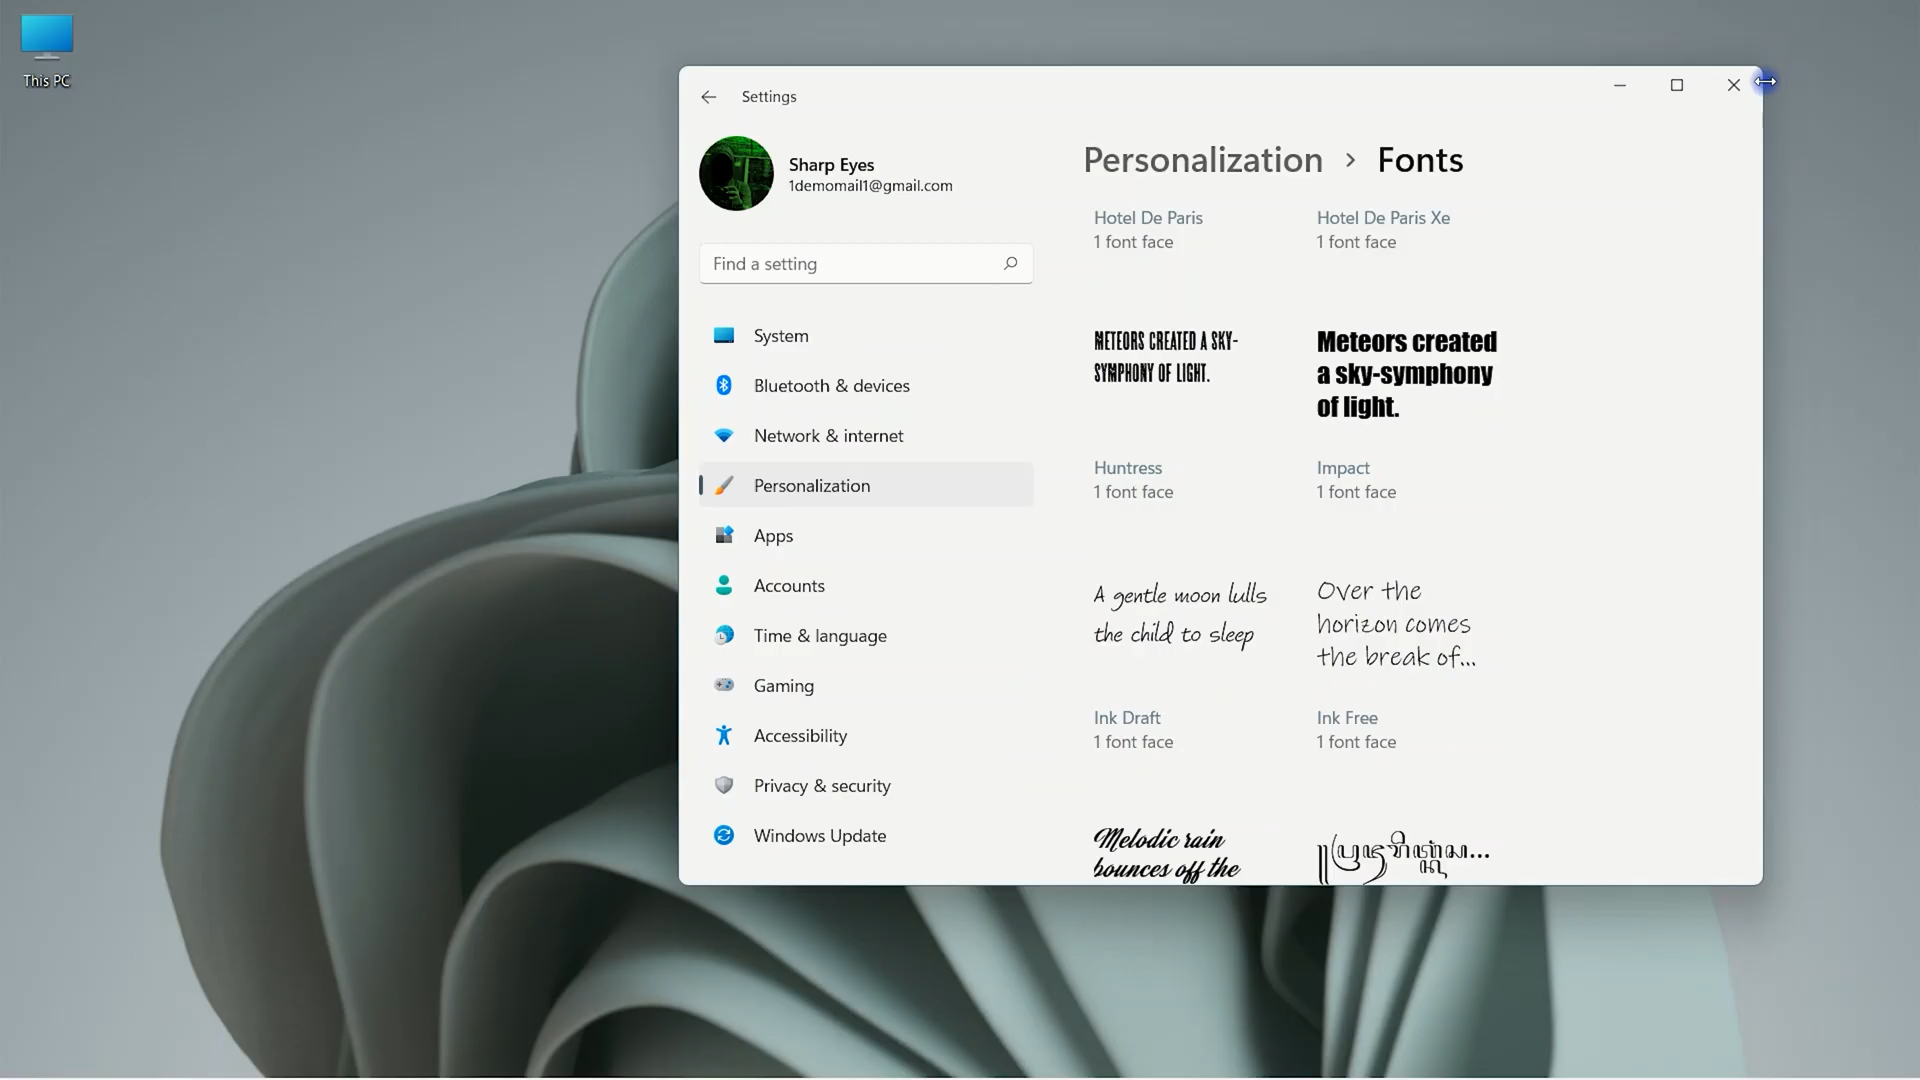 This PC
Settings
Sharp Eyes
1demomail1@gmail.com
Find a setting
System
Bluetooth & devices
Network & internet
Personalization
Apps
Accounts
Time & language
Gaming
Accessibility
Privacy & security
Windows Update
Personalization > Fonts
Hotel De Paris
1 font face
Hotel De Paris Xe
1 font face
METEORS CREATED A SKY-
SYMPHONY OF LIGHT.
Huntress
1 font face
Meteors created
a sky-symphony
of light.
Impact
1 font face
A gentle moon lulls
the child to sleep
Ink Draft
1 font face
Over the
horizon comes
the break of...
Ink Free
1 font face
Melodic rain
bounces off the